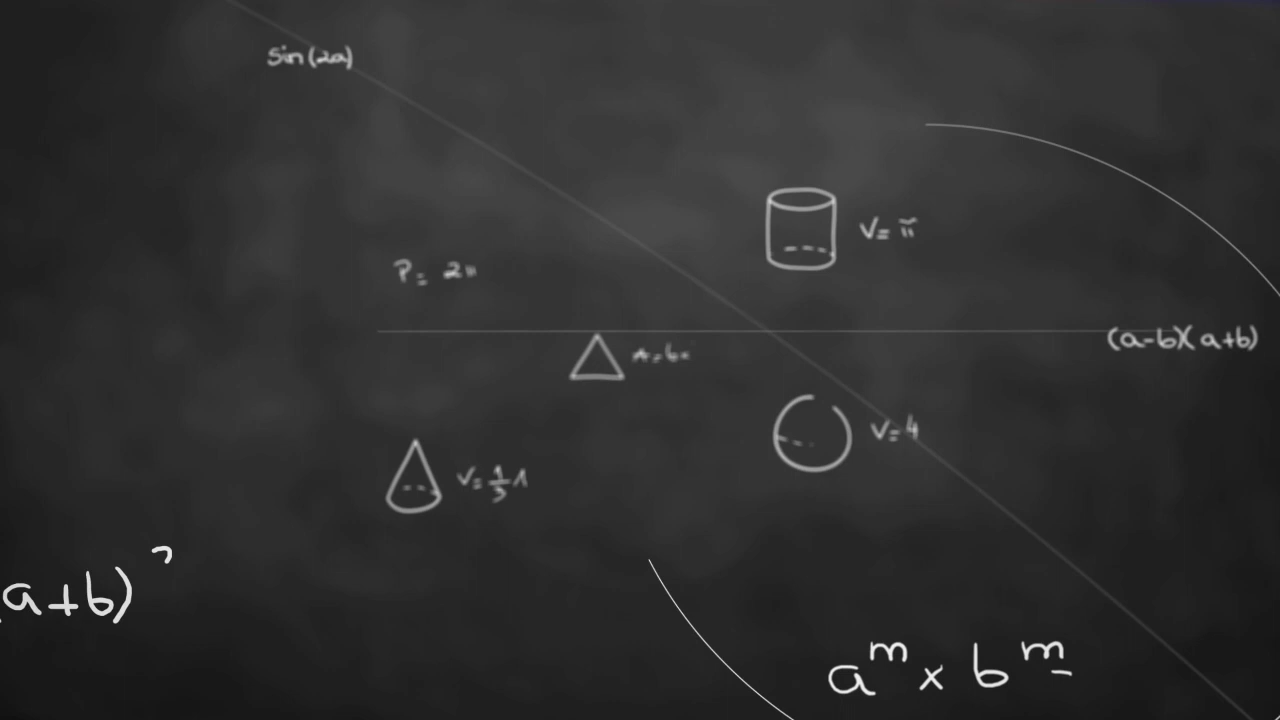 Sin(2a)
V= π
P= 2π
(a-b)(a+b)
A=b
V=4
V=1/3
(a+b)
a^m x b^m